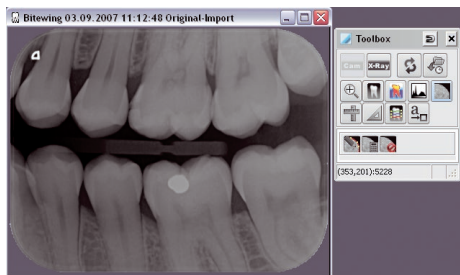 Bitewing 03.09.2007 11:12:48 Original-Import
Toolbox
Cam
X-Ray
a
(353,201):5228